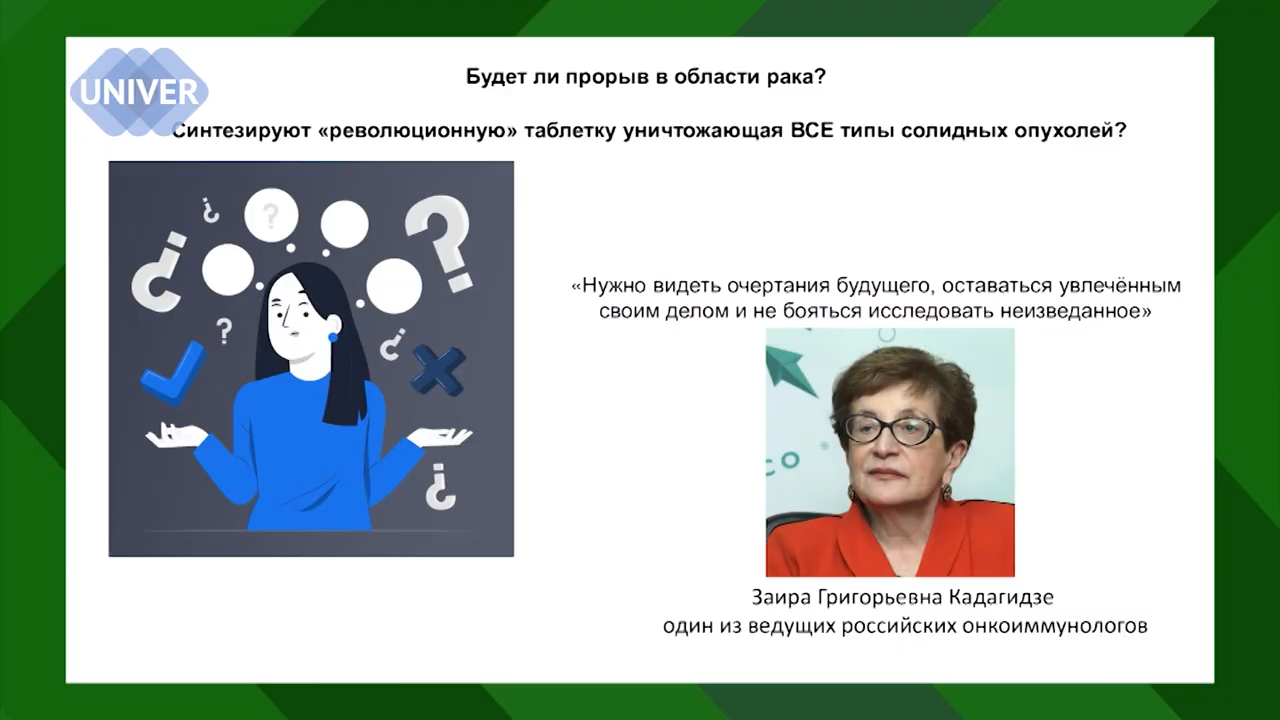 UNIVER
Будет ли прорыв в области рака?
Синтезируют «революционную» таблетку уничтожающая ВСЕ типы солидных опухолей?
«Нужно видеть очертания будущего, оставаться увлечённым
своим делом и не бояться исследовать неизведанное»
со
Заира Григорьевна Кадагидзе
один из ведущих российских онкоиммунологов